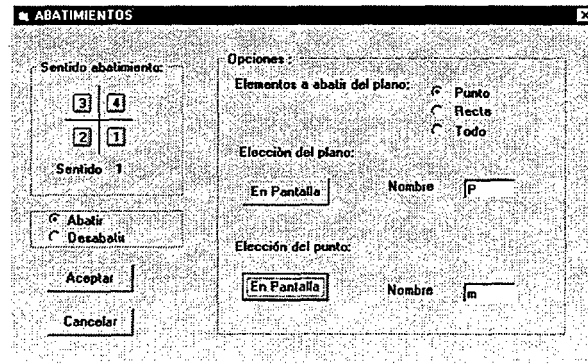 ABATIMIENTOS
Sentido abatimiento:
3 4
2 1
Sentido 1
Abatir
Desabatir
Aceptar
Cancelar
Opciones :
Elementos a abatir del plano:
Punto
Recta
Todo
Elección del plano:
En Pantalla
Nombre
P
Elección del punto:
En Pantalla
Nombre
m